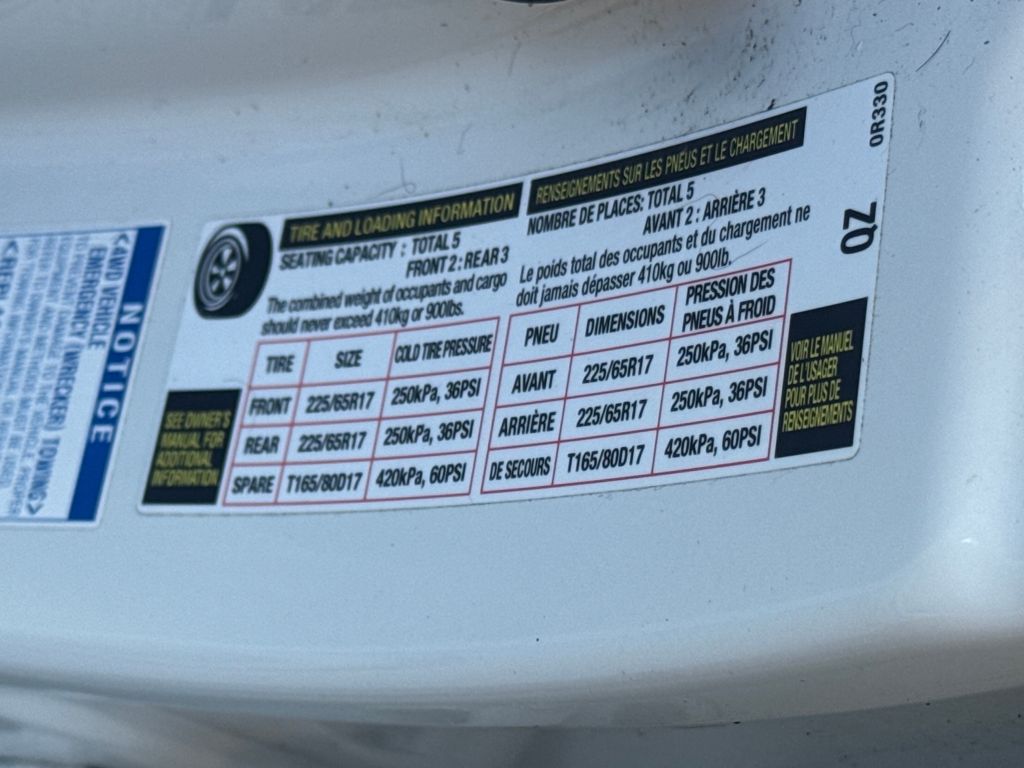 NOTICE
<4WD VEHICLE
EMERGENCY (WRECKER) TOWING>
TIRE AND LOADING INFORMATION
SEATING CAPACITY : TOTAL 5
FRONT 2 : REAR 3
The combined weight of occupants and cargo
should never exceed 410kg or 900lbs.
TIRE SIZE COLD TIRE PRESSURE
FRONT 225/65R17 250kPa, 36PSI
REAR 225/65R17 250kPa, 36PSI
SPARE T165/80D17 420kPa, 60PSI
SEE OWNER'S
MANUAL FOR
ADDITIONAL
INFORMATION
RENSEIGNEMENTS SUR LES PNEUS ET LE CHARGEMENT
NOMBRE DE PLACES: TOTAL 5
AVANT 2 : ARRIÈRE 3
Le poids total des occupants et du chargement ne
doit jamais dépasser 410kg ou 900lb.
PNEU DIMENSIONS PRESSION DES
PNEUS À FROID
AVANT 225/65R17 250kPa, 36PSI
ARRIÈRE 225/65R17 250kPa, 36PSI
DE SECOURS T165/80D17 420kPa, 60PSI
VOIR LE MANUEL
DE L'USAGER
POUR PLUS DE
RENSEIGNEMENTS
0R330
QZ